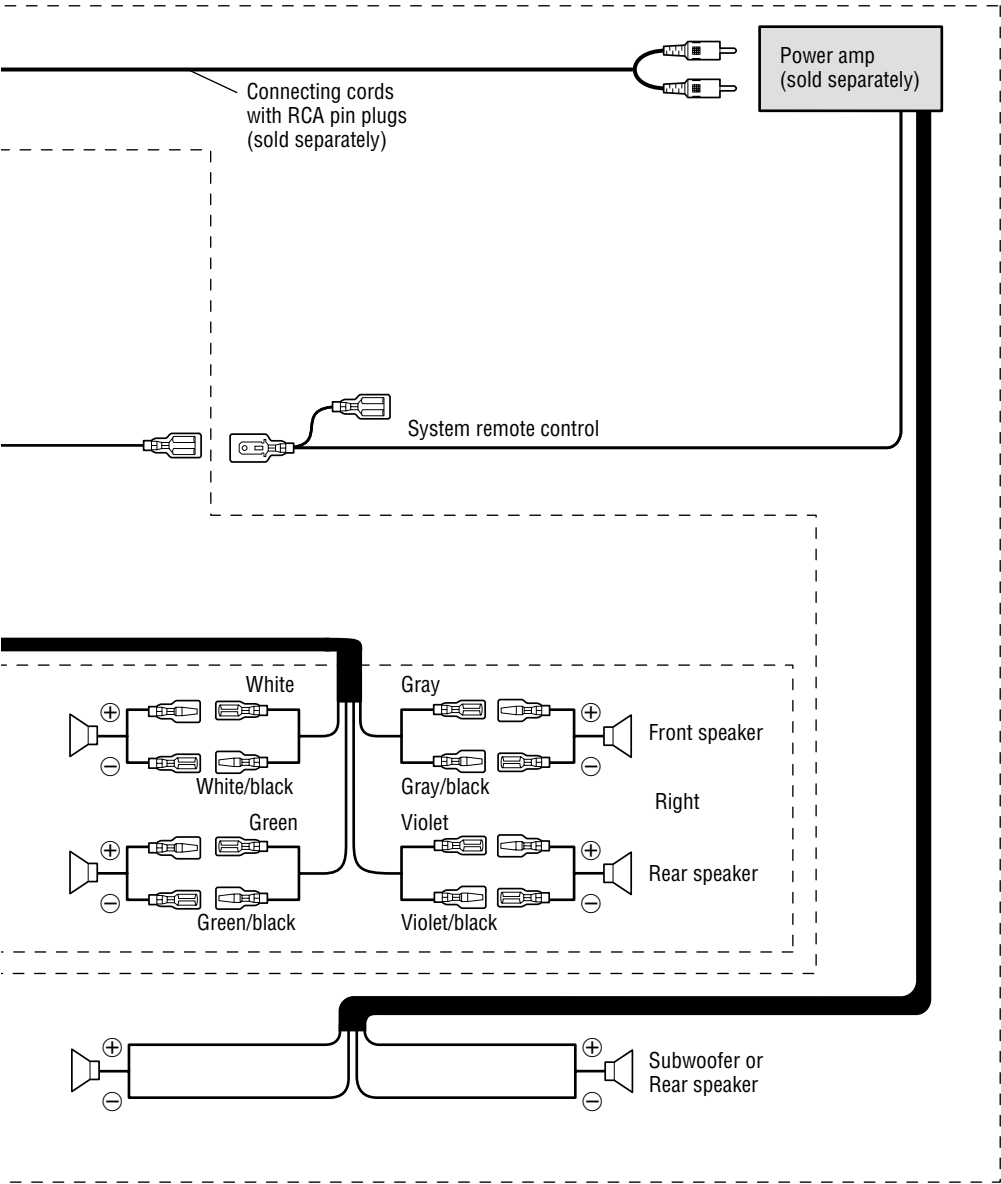 Power amp
(sold separately)
Connecting cords
with RCA pin plugs
(sold separately)
System remote control
White
Gray
⊕
⊕
Front speaker
⊖
⊖
White/black
Gray/black
Right
Green
Violet
⊕
⊕
Rear speaker
⊖
⊖
Green/black
Violet/black
⊕
⊕
Subwoofer or
Rear speaker
⊖
⊖